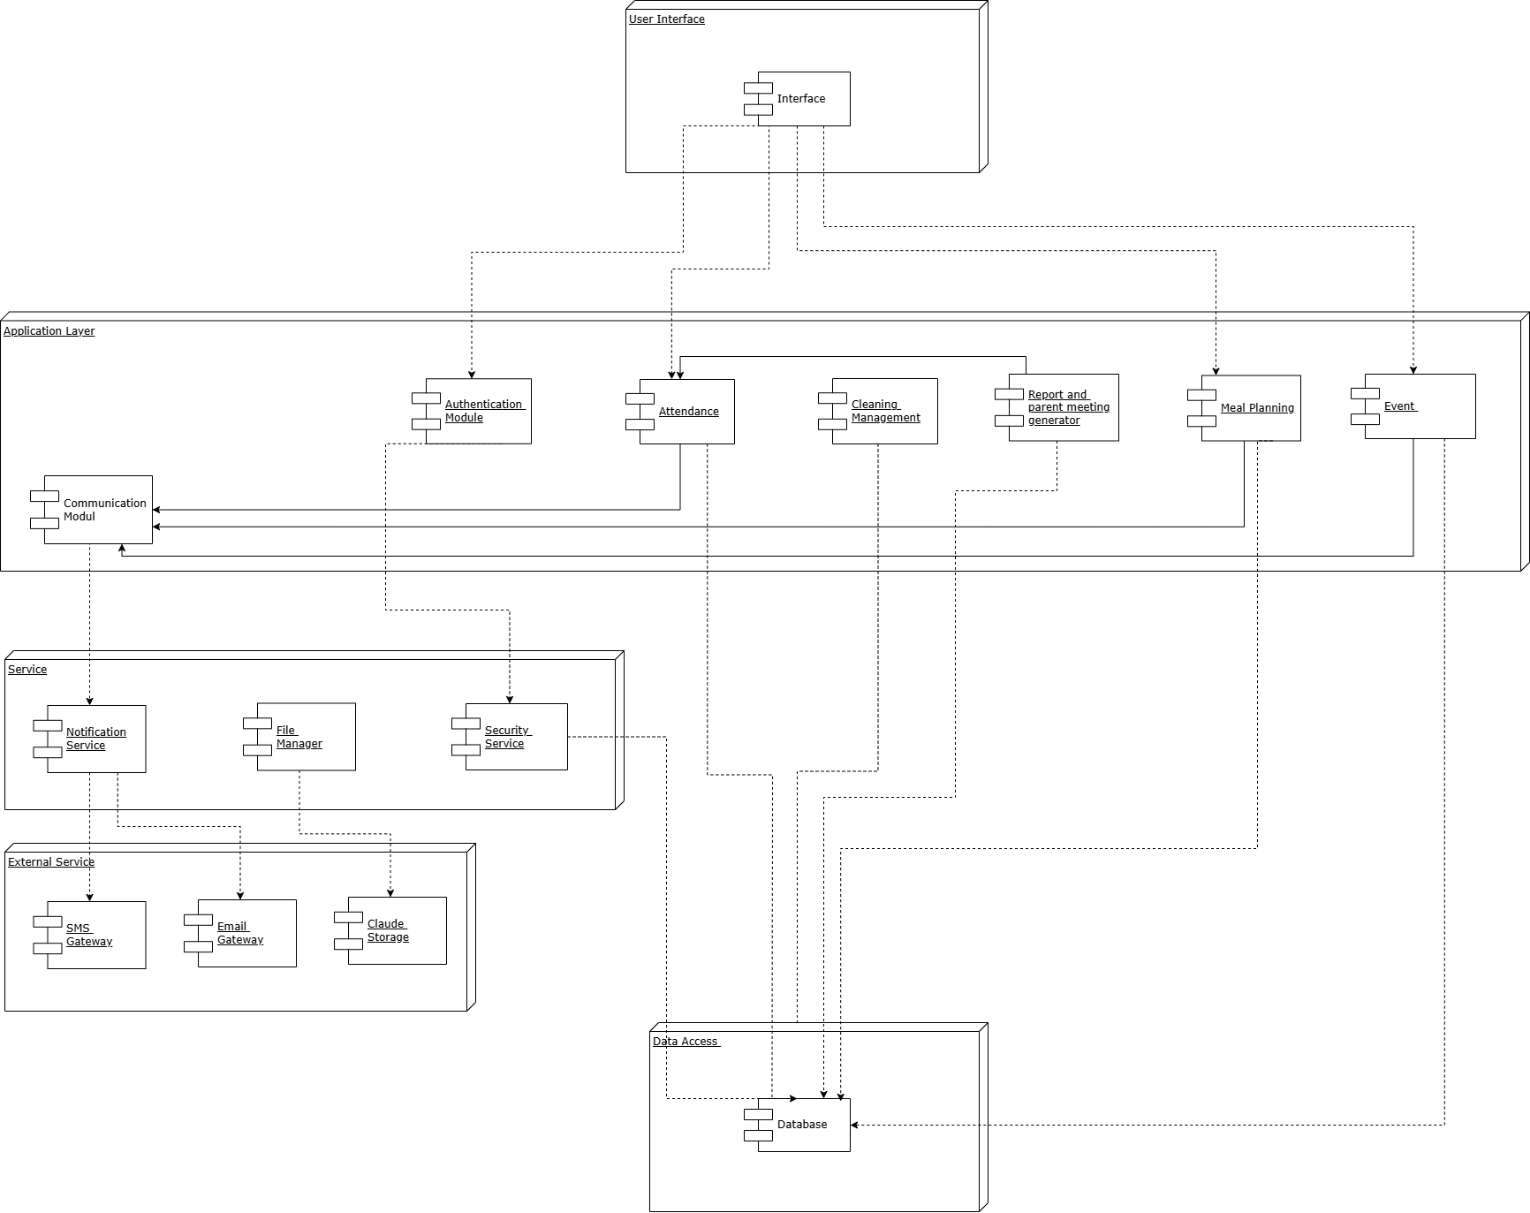 User Interface
Interface
Application Layer
Authentication
Module
Attendance
Cleaning
Management
Report and
parent meeting
generator
Meal Planning
Event
Communication
Modul
Service
Notification
Service
File
Manager
Security
Service
External Service
SMS
Gateway
Email
Gateway
Claude
Storage
Data Access
Database